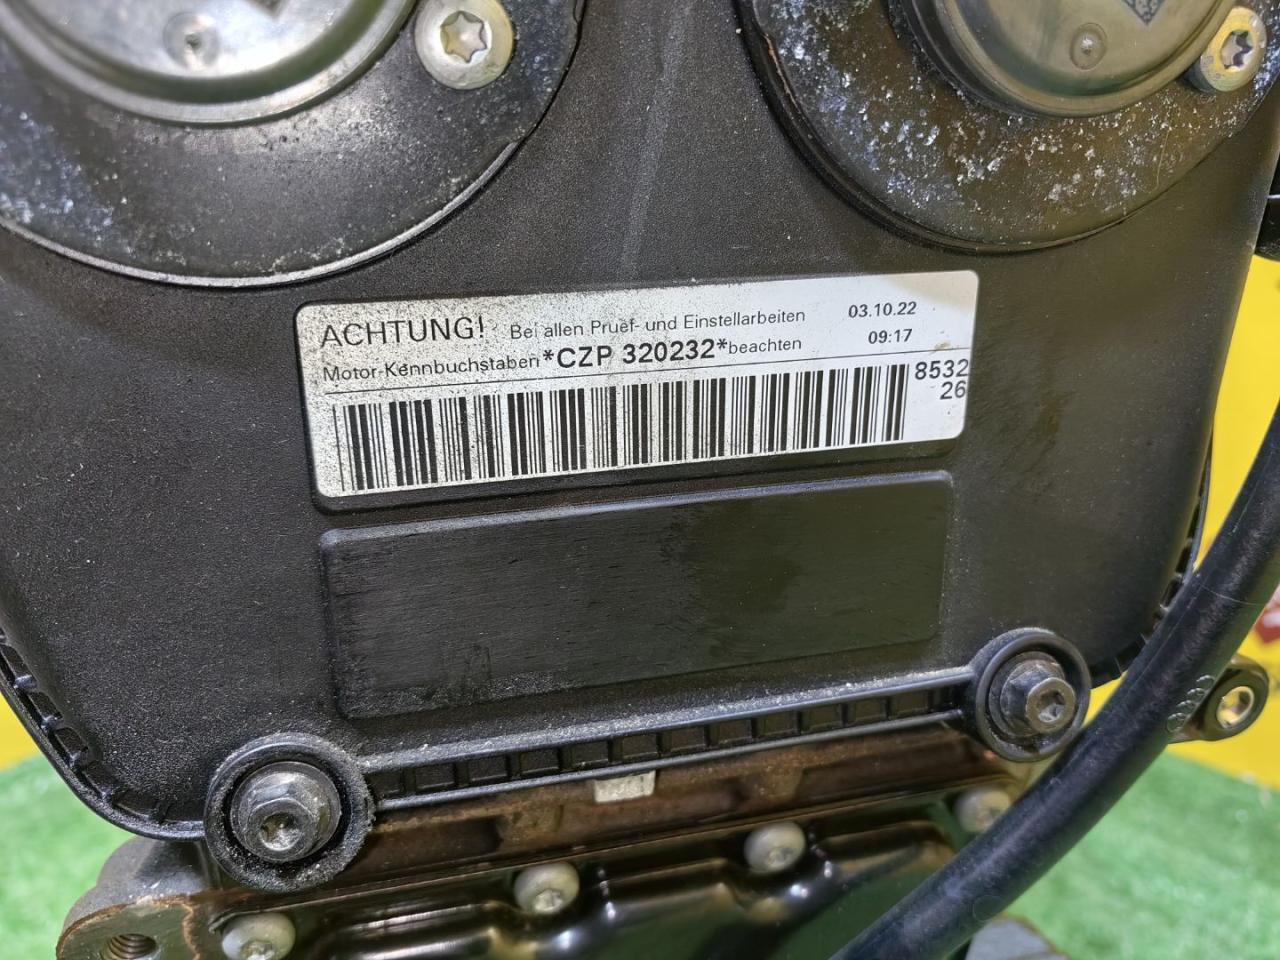 ACHTUNG! Bei allen Pruef- und Einstellarbeiten 03.10.22
Motor-Kennbuchstaben *CZP 320232* beachten 09:17
8532
26